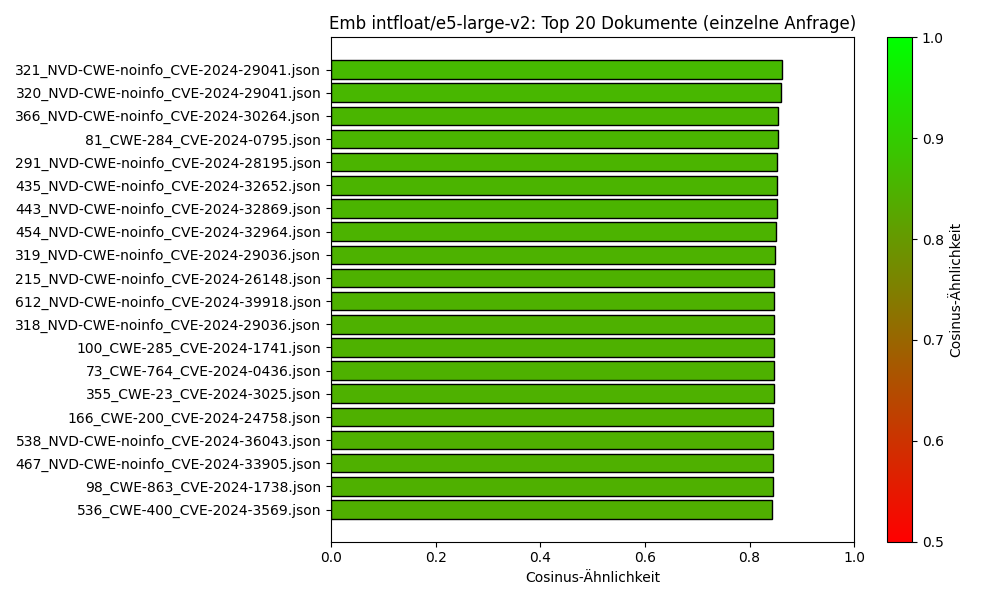 Emb intfloat/e5-large-v2: Top 20 Dokumente (einzelne Anfrage)
321_NVD-CWE-noinfo_CVE-2024-29041.json
320_NVD-CWE-noinfo_CVE-2024-29041.json
366_NVD-CWE-noinfo_CVE-2024-30264.json
81_CWE-284_CVE-2024-0795.json
291_NVD-CWE-noinfo_CVE-2024-28195.json
435_NVD-CWE-noinfo_CVE-2024-32652.json
443_NVD-CWE-noinfo_CVE-2024-32869.json
454_NVD-CWE-noinfo_CVE-2024-32964.json
319_NVD-CWE-noinfo_CVE-2024-29036.json
215_NVD-CWE-noinfo_CVE-2024-26148.json
612_NVD-CWE-noinfo_CVE-2024-39918.json
318_NVD-CWE-noinfo_CVE-2024-29036.json
100_CWE-285_CVE-2024-1741.json
73_CWE-764_CVE-2024-0436.json
355_CWE-23_CVE-2024-3025.json
166_CWE-200_CVE-2024-24758.json
538_NVD-CWE-noinfo_CVE-2024-36043.json
467_NVD-CWE-noinfo_CVE-2024-33905.json
98_CWE-863_CVE-2024-1738.json
536_CWE-400_CVE-2024-3569.json
0.0 0.2 0.4 0.6 0.8 1.0
Cosinus-Ähnlichkeit
1.0
0.9
0.8
0.7
0.6
0.5
Cosinus-Ähnlichkeit